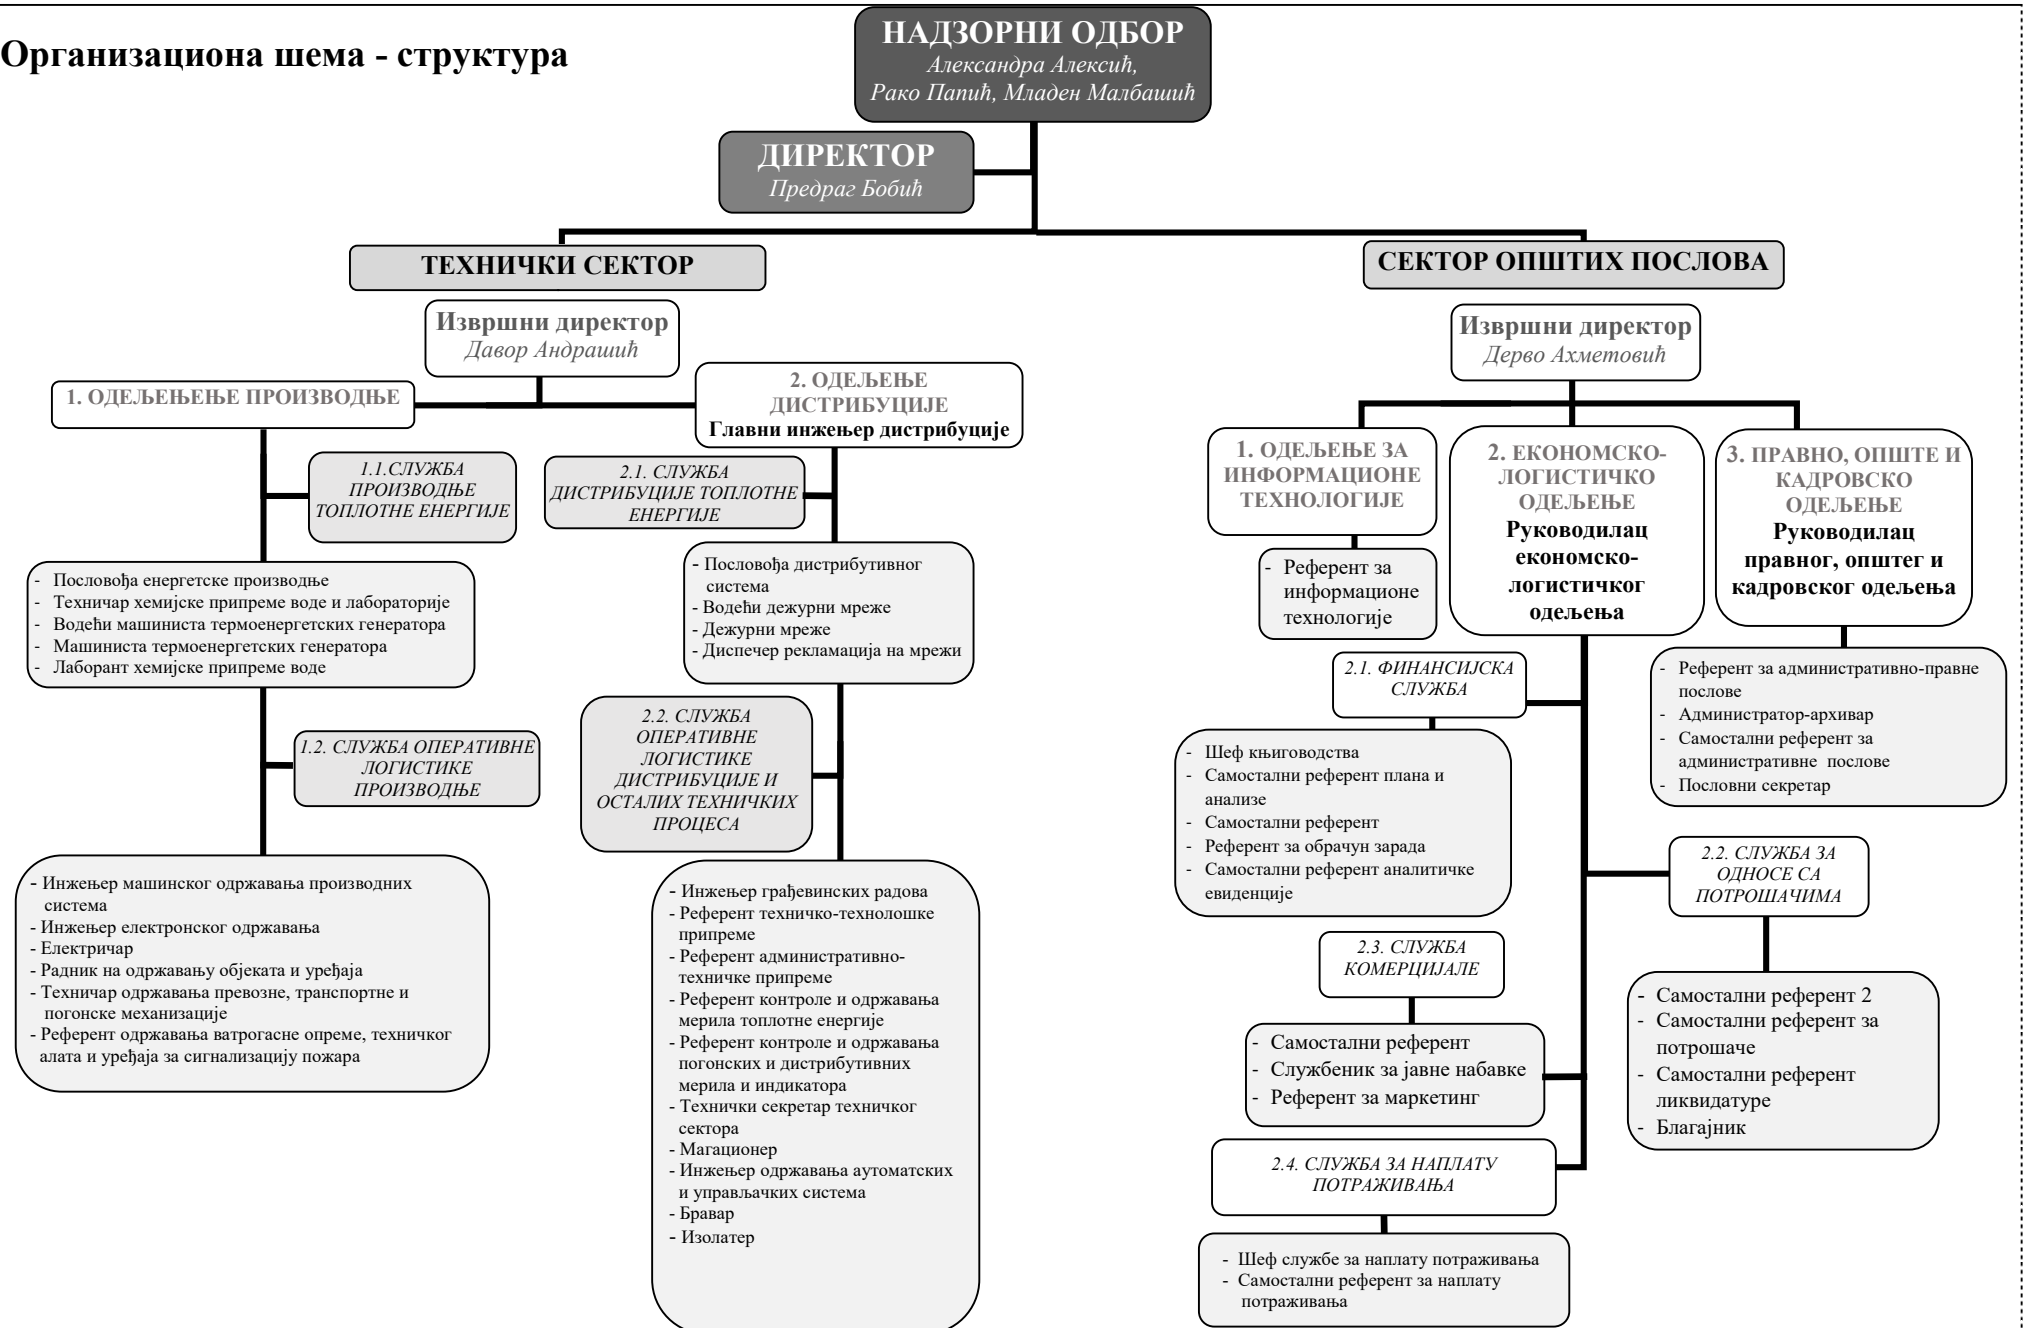 Организациона шема - структура
НАДЗОРНИ ОДБОР
Александра Алексић,
Рако Папић, Младен Малбашић
ДИРЕКТОР
Предраг Бобић
ТЕХНИЧКИ СЕКТОР
Извршни директор
Давор Андрашић
1. ОДЕЉЕЊЕЊЕ ПРОИЗВОДЊЕ
2. ОДЕЉЕЊЕ
ДИСТРИБУЦИЈЕ
Главни инжењер дистрибуције
1.1.СЛУЖБА
ПРОИЗВОДЊЕ
ТОПЛОТНЕ ЕНЕРГИЈЕ
2.1. СЛУЖБА
ДИСТРИБУЦИЈЕ ТОПЛОТНЕ
ЕНЕРГИЈЕ
- Пословођа енергетске производње
- Техничар хемијске припреме воде и лабораторије
- Водећи машиниста термоенергетских генератора
- Машиниста термоенергетских генератора
- Лаборант хемијске припреме воде
- Пословођа дистрибутивног
система
- Водећи дежурни мреже
- Дежурни мреже
- Диспечер рекламација на мрежи
1.2. СЛУЖБА ОПЕРАТИВНЕ
ЛОГИСТИКЕ
ПРОИЗВОДЊЕ
2.2. СЛУЖБА
ОПЕРАТИВНЕ
ЛОГИСТИКЕ
ДИСТРИБУЦИЈЕ И
ОСТАЛИХ ТЕХНИЧКИХ
ПРОЦЕСА
- Инжењер машинског одржавања производних
система
- Инжењер електронског одржавања
- Електричар
- Радник на одржавању објеката и уређаја
- Техничар одржавања превозне, транспортне и
погонске механизације
- Референт одржавања ватрогасне опреме, техничког
алата и уређаја за сигнализацију пожара
- Инжењер грађевинских радова
- Референт техничко-технолошке
припреме
- Референт административно-
техничке припреме
- Референт контроле и одржавања
мерила топлотне енергије
- Референт контроле и одржавања
погонских и дистрибутивних
мерила и индикатора
- Технички секретар техничког
сектора
- Магационер
- Инжењер одржавања аутоматских
и управљачких система
- Бравар
- Изолатер
СЕКТОР ОПШТИХ ПОСЛОВА
Извршни директор
Дерво Ахметовић
1. ОДЕЉЕЊЕ ЗА
ИНФОРМАЦИОНЕ
ТЕХНОЛОГИЈЕ
2. ЕКОНОМСКО-
ЛОГИСТИЧКО
ОДЕЉЕЊЕ
Руководилац
економско-
логистичког
одељења
3. ПРАВНО, ОПШТЕ И
КАДРОВСКО
ОДЕЉЕЊЕ
Руководилац
правног, општег и
кадровског одељења
- Референт за
информационе
технологије
2.1. ФИНАНСИЈСКА
СЛУЖБА
- Референт за административно-правне
послове
- Администратор-архивар
- Самостални референт за
административне  послове
- Пословни секретар
- Шеф књиговодства
- Самостални референт плана и
анализе
- Самостални референт
- Референт за обрачун зарада
- Самостални референт аналитичке
евиденције
2.2. СЛУЖБА ЗА
ОДНОСЕ СА
ПОТРОШАЧИМА
2.3. СЛУЖБА
КОМЕРЦИЈАЛЕ
- Самостални референт 2
- Самостални референт за
потрошаче
- Самостални референт
ликвидатуре
- Благајник
- Самостални референт
- Службеник за јавне набавке
- Референт за маркетинг
2.4. СЛУЖБА ЗА НАПЛАТУ
ПОТРАЖИВАЊА
- Шеф службе за наплату потраживања
- Самостални референт за наплату
потраживања